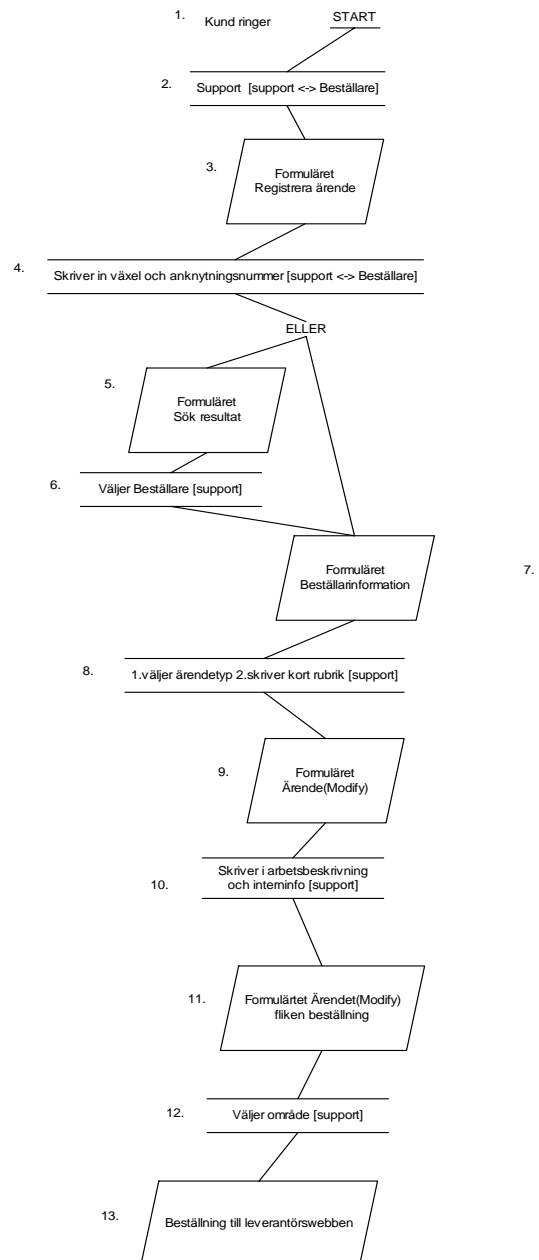 1. Kund ringer START
2. Support [support <-> Beställare]
3. Formuläret
Registrera ärende
4. Skriver in växel och anknytningsnummer [support <-> Beställare]
ELLER
5. Formuläret
Sök resultat
6. Väljer Beställare [support]
Formuläret
Beställarinformation
7.
8. 1.väljer ärendetyp 2.skriver kort rubrik [support]
9. Formuläret
Ärende(Modify)
10. Skriver i arbetsbeskrivning
och interninfo [support]
11. Formulärtet Ärendet(Modify)
fliken beställning
12. Väljer område [support]
13. Beställning till leverantörswebben